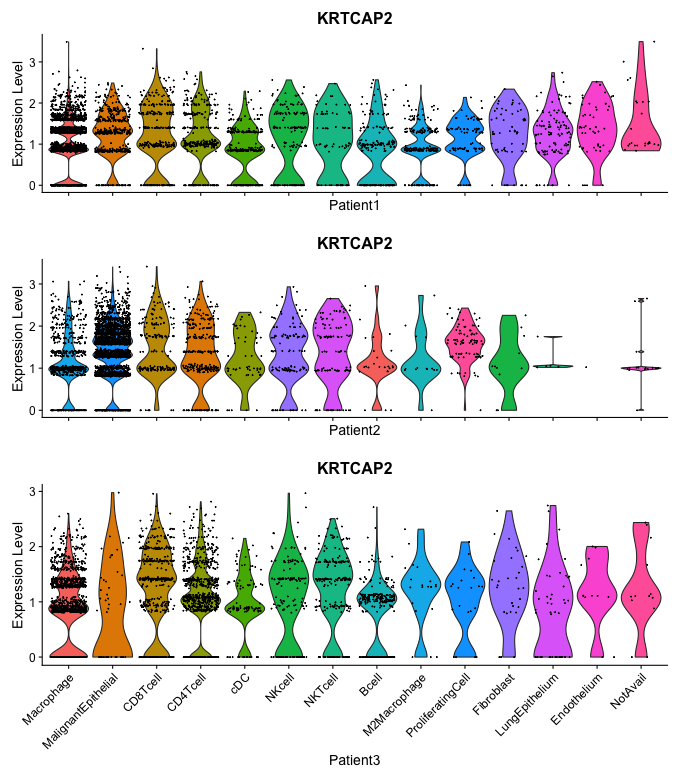 KRTCAP2
Expression Level
3
2
1
0
Patient1
KRTCAP2
Expression Level
3
2
1
0
Patient2
KRTCAP2
Expression Level
3
2
1
0
Macrophage
MalignantEpithelial
CD8Tcell
CD4Tcell
cDC
NKcell
NKTcell
Bcell
M2Macrophage
ProliferatingCell
Fibroblast
LungEpithelium
Endothelium
NotAvail
Patient3